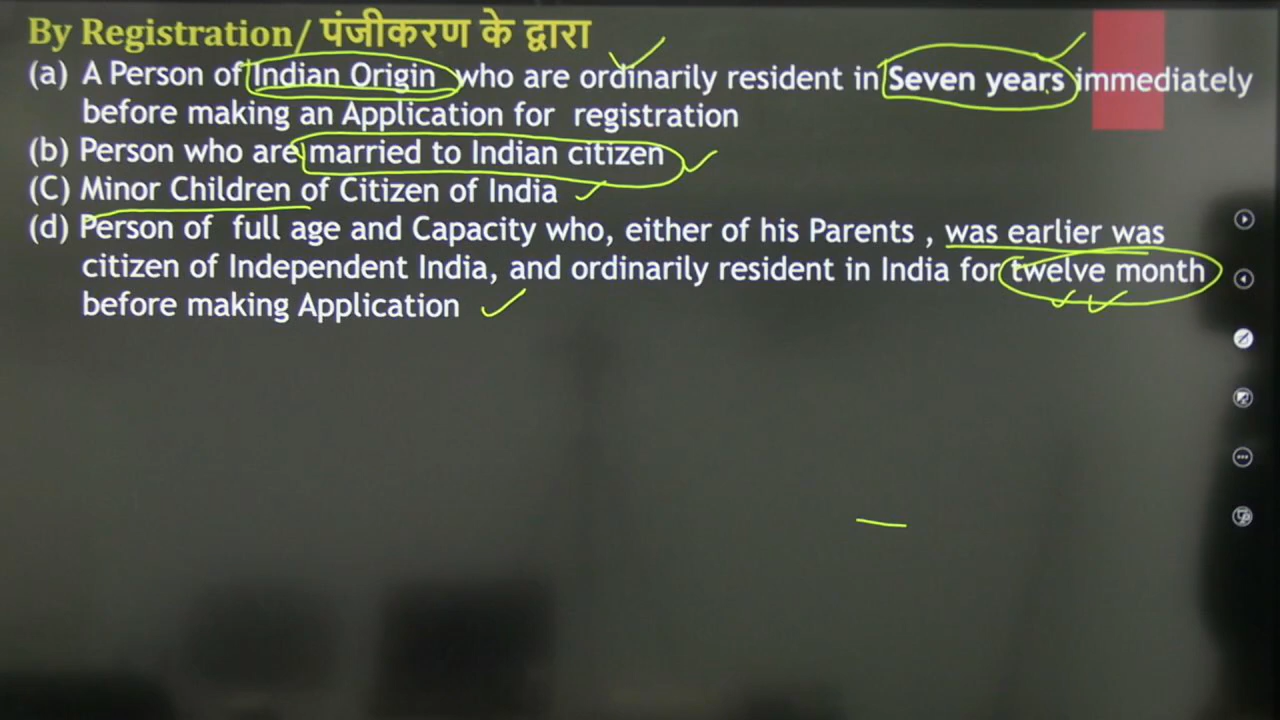 By Registration/ पंजीकरण के द्वारा
(a) A Person of Indian Origin who are ordinarily resident in Seven years immediately
before making an Application for registration
(b) Person who are married to Indian citizen
(C) Minor Children of Citizen of India
(d) Person of full age and Capacity who, either of his Parents , was earlier was
citizen of Independent India, and ordinarily resident in India for twelve month
before making Application